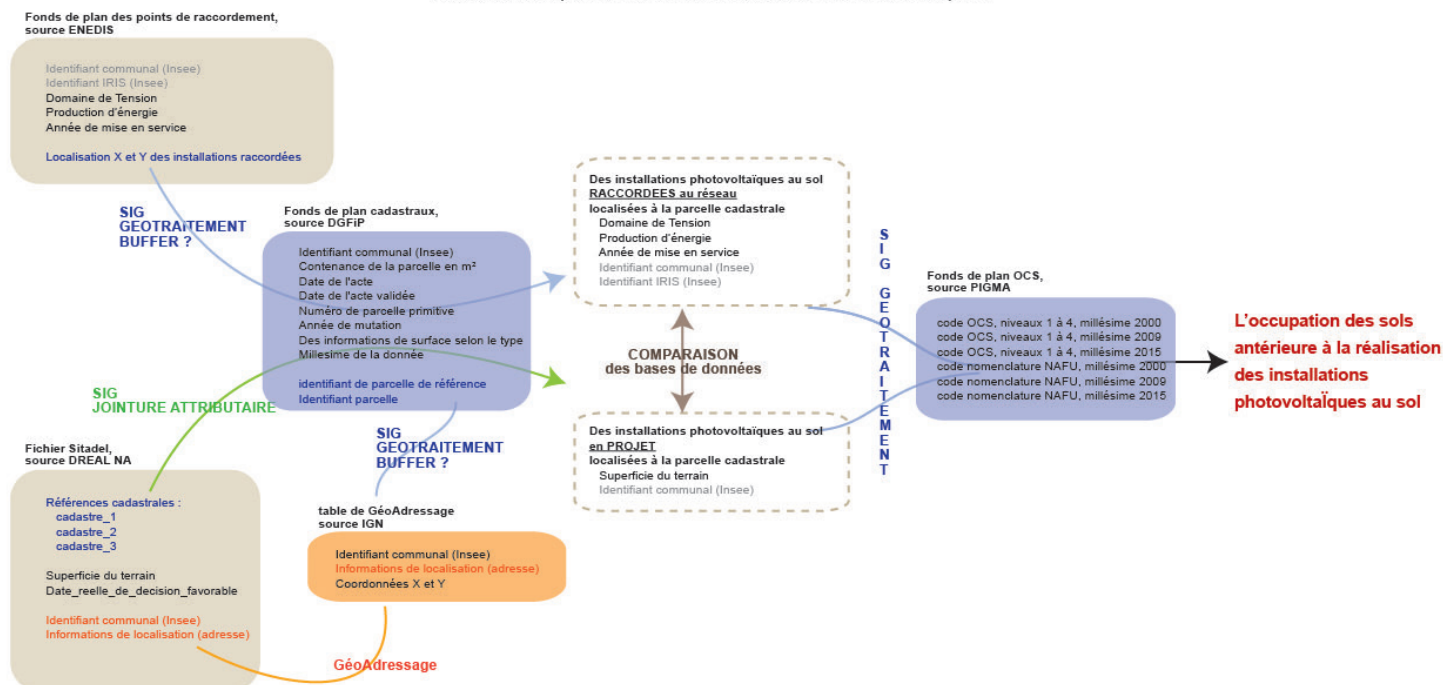 Fonds de plan des points de raccordement,
source ENEDIS
Identifiant communal (Insee)
Identifiant IRIS (Insee)
Domaine de Tension
Production d'énergie
Année de mise en service
Localisation X et Y des installations raccordées
SIG
GEOTRAITEMENT
BUFFER ?
Fonds de plan cadastraux,
source DGFiP
Identifiant communal (Insee)
Contenance de la parcelle en m²
Date de l'acte
Date de l'acte validée
Numéro de parcelle primitive
Année de mutation
Des informations de surface selon le type
Millesime de la donnée
identifiant de parcelle de référence
Identifiant parcelle
SIG
JOINTURE ATTRIBUTAIRE
SIG
GEOTRAITEMENT
BUFFER ?
Fichier Sitadel,
source DREAL NA
Références cadastrales :
cadastre_1
cadastre_2
cadastre_3
Superficie du terrain
Date_reelle_de_decision_favorable
Identifiant communal (Insee)
Informations de localisation (adresse)
table de GéoAdressage
source IGN
Identifiant communal (Insee)
Informations de localisation (adresse)
Coordonnées X et Y
GéoAdressage
Des installations photovoltaïques au sol
RACCORDEES au réseau
localisées à la parcelle cadastrale
Domaine de Tension
Production d'énergie
Année de mise en service
Identifiant communal (Insee)
Identifiant IRIS (Insee)
COMPARAISON
des bases de données
Des installations photovoltaïques au sol
en PROJET
localisées à la parcelle cadastrale
Superficie du terrain
Identifiant communal (Insee)
SIG GEOTRAITEMENT
Fonds de plan OCS,
source PIGMA
code OCS, niveaux 1 à 4, millésime 2000
code OCS, niveaux 1 à 4, millésime 2009
code OCS, niveaux 1 à 4, millésime 2015
code nomenclature NAFU, millésime 2000
code nomenclature NAFU, millésime 2009
code nomenclature NAFU, millésime 2015
L'occupation des sols
antérieure à la réalisation
des installations
photovoltaÏques au sol